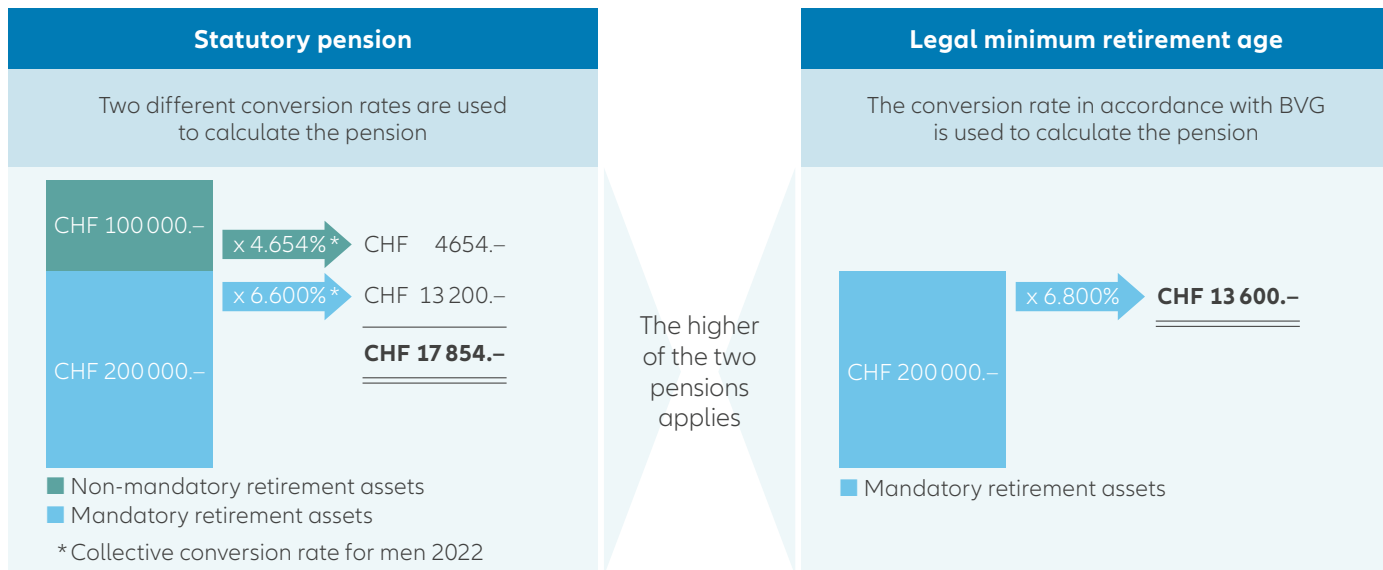 Statutory pension
Two different conversion rates are used
to calculate the pension
CHF 100 000.–
x 4.654% *
CHF 4654.–
x 6.600% *
CHF 13 200.–
CHF 17 854.–
CHF 200 000.–
Non-mandatory retirement assets
Mandatory retirement assets
* Collective conversion rate for men 2022
The higher
of the two
pensions
applies
Legal minimum retirement age
The conversion rate in accordance with BVG
is used to calculate the pension
x 6.800%
CHF 13 600.–
CHF 200 000.–
Mandatory retirement assets